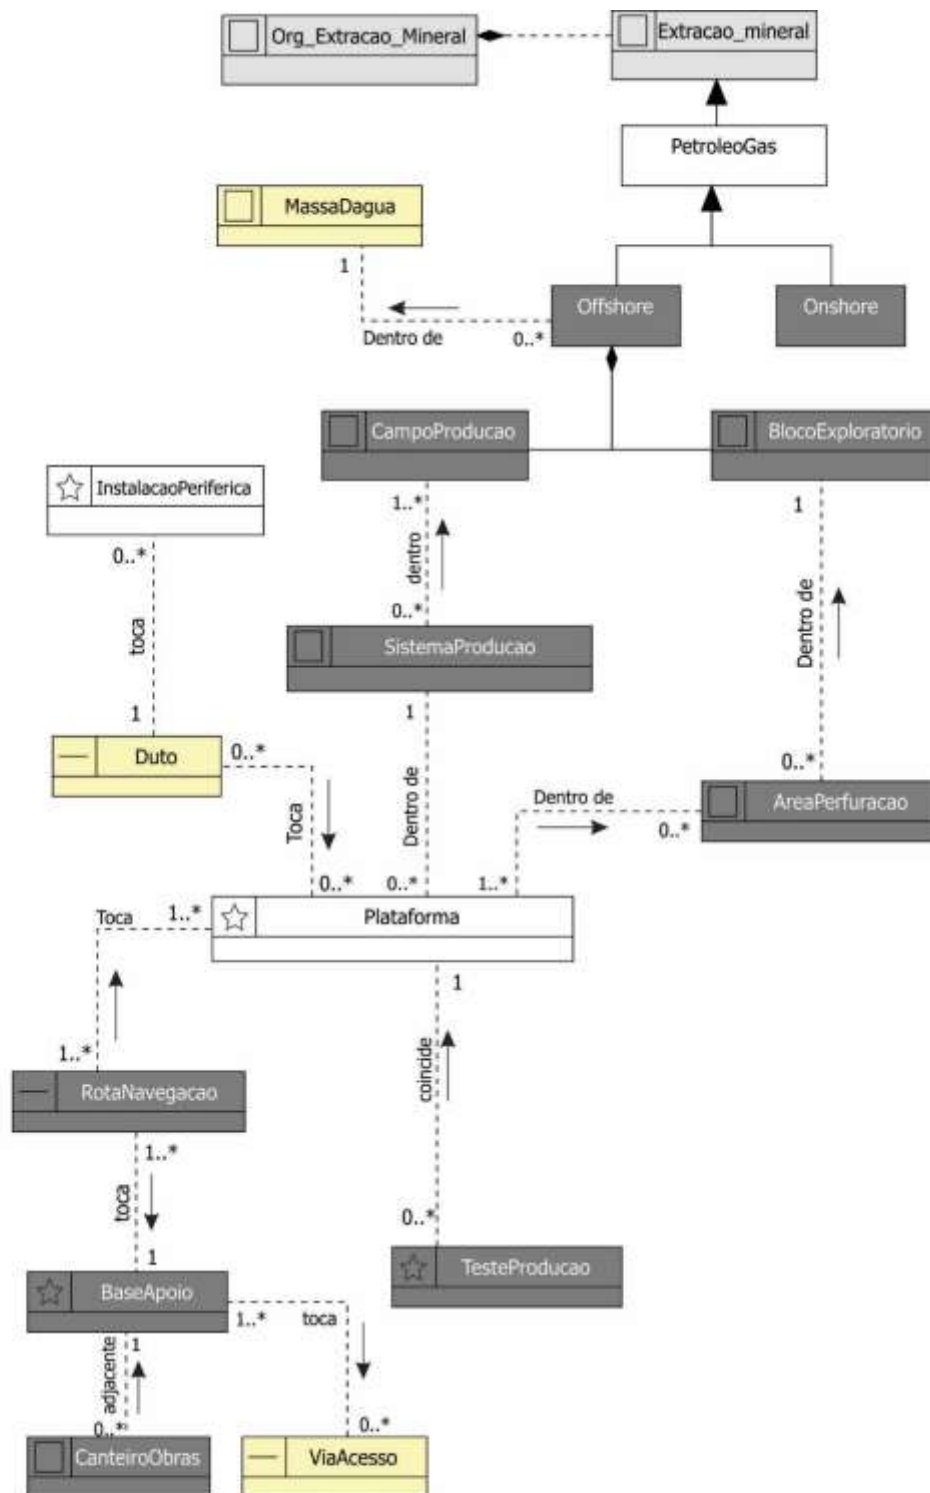 Org_Extracao_Mineral
Extracao_mineral
PetroleoGas
MassaDagua
1
Dentro de
0..*
Offshore
Onshore
CampoProducao
BlocoExploratorio
InstalacaoPeriferica
0..*
toca
1
1..*
dentro
0..*
1
Dentro de
0..*
SistemaProducao
1
Dentro de
0..*
Duto
0..*
Toca
0..*
Dentro de
1..*
0..*
AreaPerfuracao
Plataforma
Toca
1..*
1..*
1
coincide
0..*
RotaNavegacao
1..*
toca
1
TesteProducao
BaseApoio
1..*
toca
0..*
1
adjacente
0..*
CanteiroObras
ViaAcesso